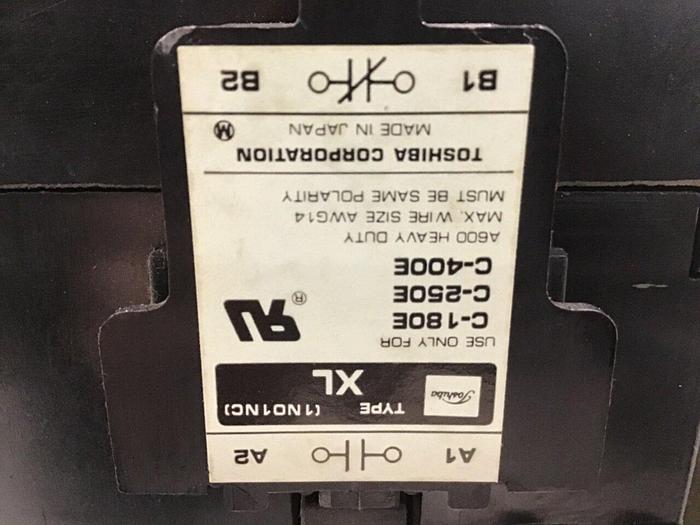 A1 A2
Toshiba TYPE (1NO1NC)
XL
USE ONLY FOR
C-180E
C-250E
C-400E
A600 HEAVY DUTY
MAX. WIRE SIZE AWG14
MUST BE SAME POLARITY
TOSHIBA CORPORATION
MADE IN JAPAN M
B1 B2